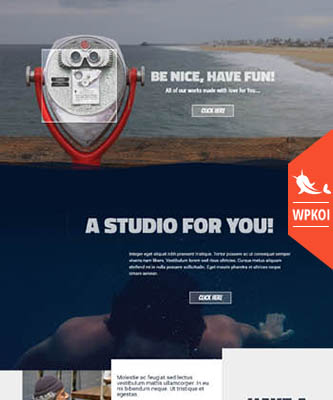 BE NICE, HAVE FUN!
All of our works made with love for You...
CLICK HERE
WPKOI
A STUDIO FOR YOU!
Integer eget aliquet nibh praesent tristique. Tortor posuere ac ut consequat semper
viverra nam libero. Vestibulum lorem sed risus ultricies. Cursus metus aliquam
eleifend mi in nulla posuere sollicitudin. Eget mauris pharetra et ultrices neque
ornare aenean.
CLICK HERE
Molestie ac feugiat sed lectus
vestibulum mattis ullamcorper. In eu
mi bibendum neque. Ut tristique et
egestas
HAVE A